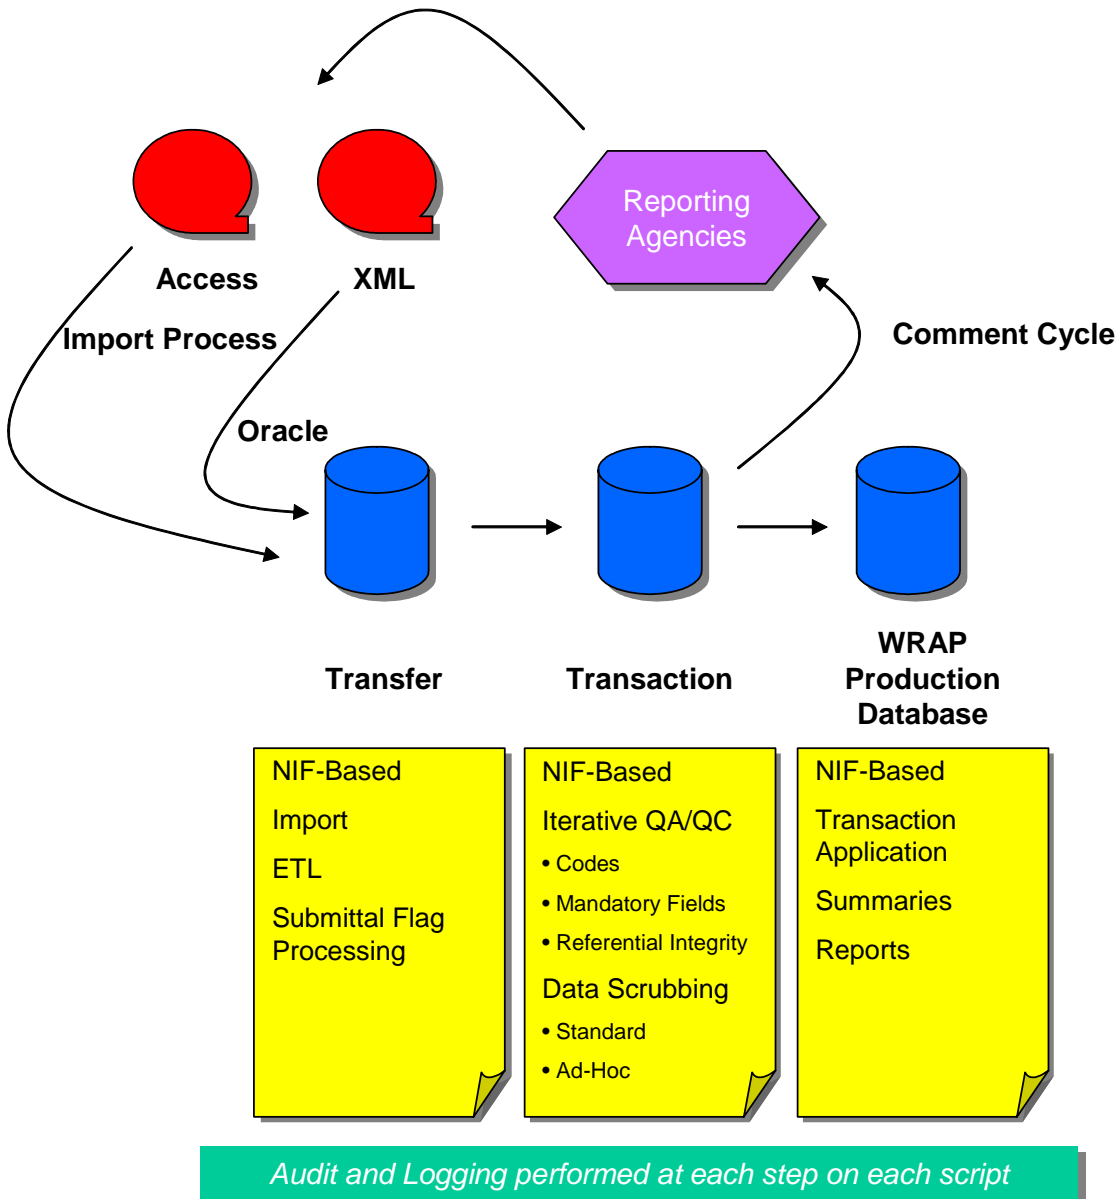 Reporting
Agencies
Access
XML
Import Process
Comment Cycle
Oracle
Transfer
Transaction
WRAP
Production
Database
NIF-Based
Import
ETL
Submittal Flag
Processing
NIF-Based
Iterative QA/QC
• Codes
• Mandatory Fields
• Referential Integrity
Data Scrubbing
• Standard
• Ad-Hoc
NIF-Based
Transaction
Application
Summaries
Reports
Audit and Logging performed at each step on each script